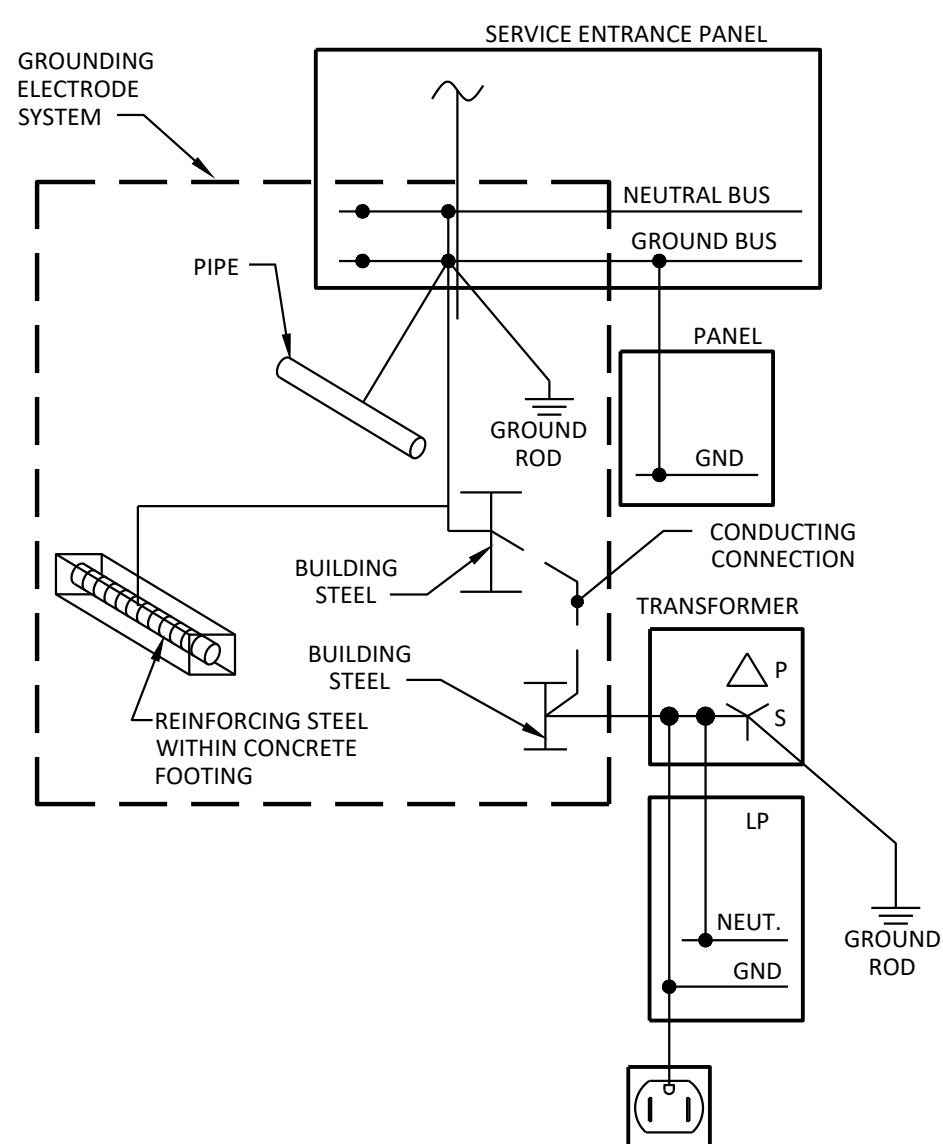 SERVICE ENTRANCE PANEL
GROUNDING
ELECTRODE
SYSTEM
NEUTRAL BUS
GROUND BUS
PIPE
PANEL
GROUND
ROD
GND
CONDUCTING
CONNECTION
BUILDING
STEEL
TRANSFORMER
BUILDING
STEEL
P
S
REINFORCING STEEL
WITHIN CONCRETE
FOOTING
LP
NEUT.
GROUND
ROD
GND